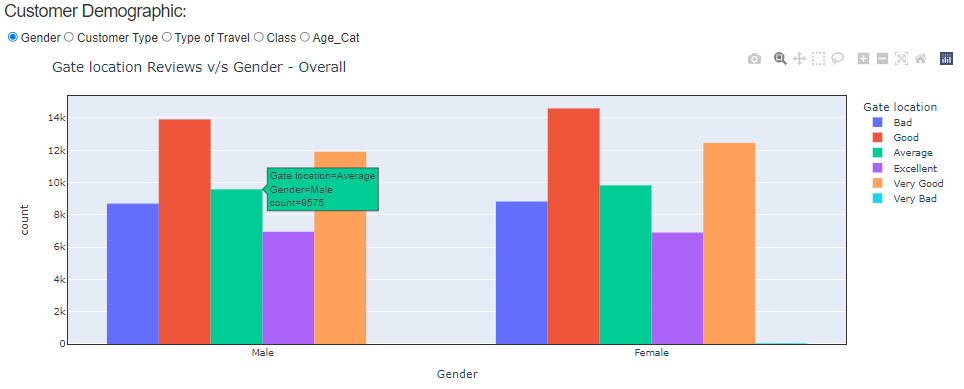 Customer Demographic:
Gender Customer Type Type of Travel Class Age_Cat
Gate location Reviews v/s Gender - Overall
14k
12k
10k
8k
6k
4k
2k
0
count
Gate location=Average
Gender=Male
count=9575
Male
Female
Gender
Gate location
Bad
Good
Average
Excellent
Very Good
Very Bad